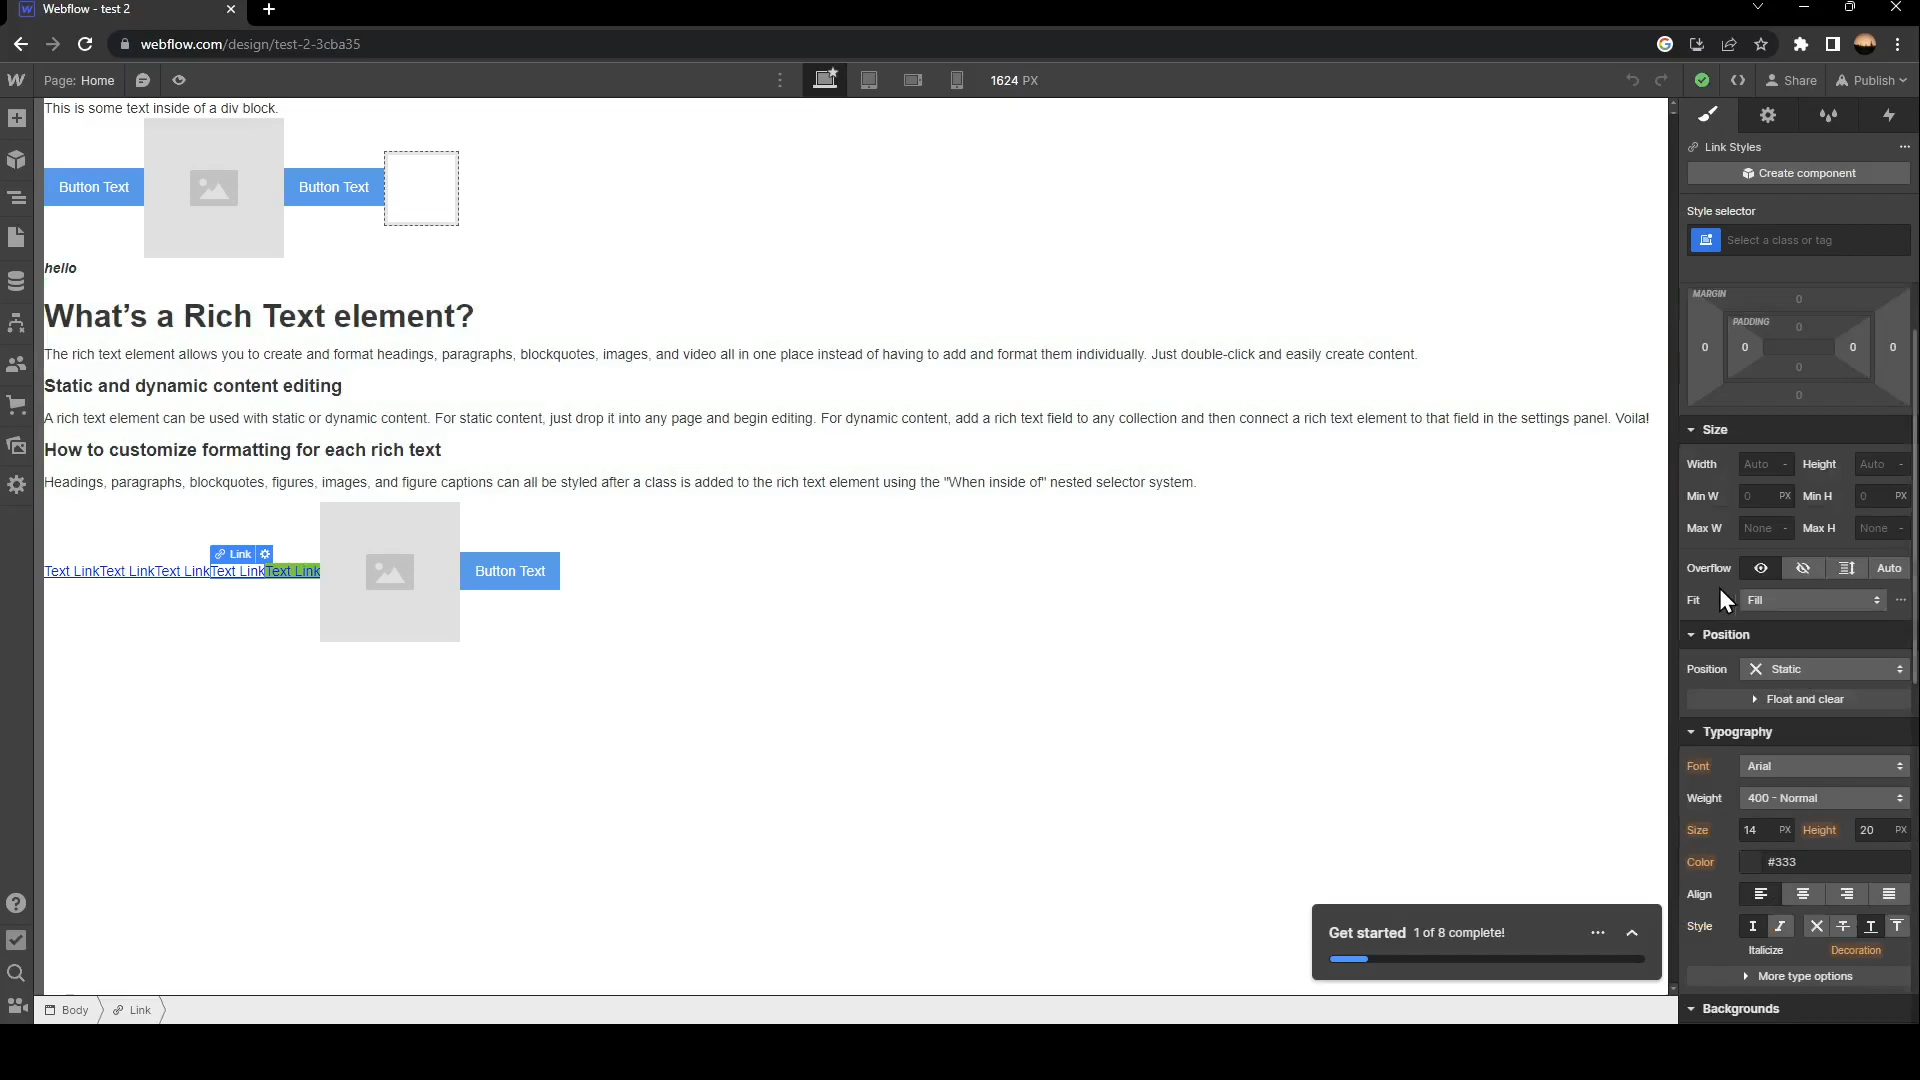 Webflow - test 2
webflow.com/design/test-2-3cba35
Page: Home
1624 PX
Share
Publish
This is some text inside of a div block.
Button Text
Button Text
hello
What's a Rich Text element?
The rich text element allows you to create and format headings, paragraphs, blockquotes, images, and video all in one place instead of having to add and format them individually. Just double-click and easily create content.
Static and dynamic content editing
A rich text element can be used with static or dynamic content. For static content, just drop it into any page and begin editing. For dynamic content, add a rich text field to any collection and then connect a rich text element to that field in the settings panel. Voila!
How to customize formatting for each rich text
Headings, paragraphs, blockquotes, figures, images, and figure captions can all be styled after a class is added to the rich text element using the "When inside of" nested selector system.
Link
Text LinkText LinkText LinkText LinkText Link
Button Text
Get started 1 of 8 complete!
Body
Link
Link Styles
Create component
Style selector
Select a class or tag
MARGIN
0
PADDING
0
0 0 0 0
0
0
Size
Width Auto - Height Auto -
Min W 0 PX Min H 0 PX
Max W None - Max H None -
Overflow Auto
Fit Fill
Position
Position Static
Float and clear
Typography
Font Arial
Weight 400 - Normal
Size 14 PX Height 20 PX
Color #333
Align
Style
Italicize Decoration
More type options
Backgrounds